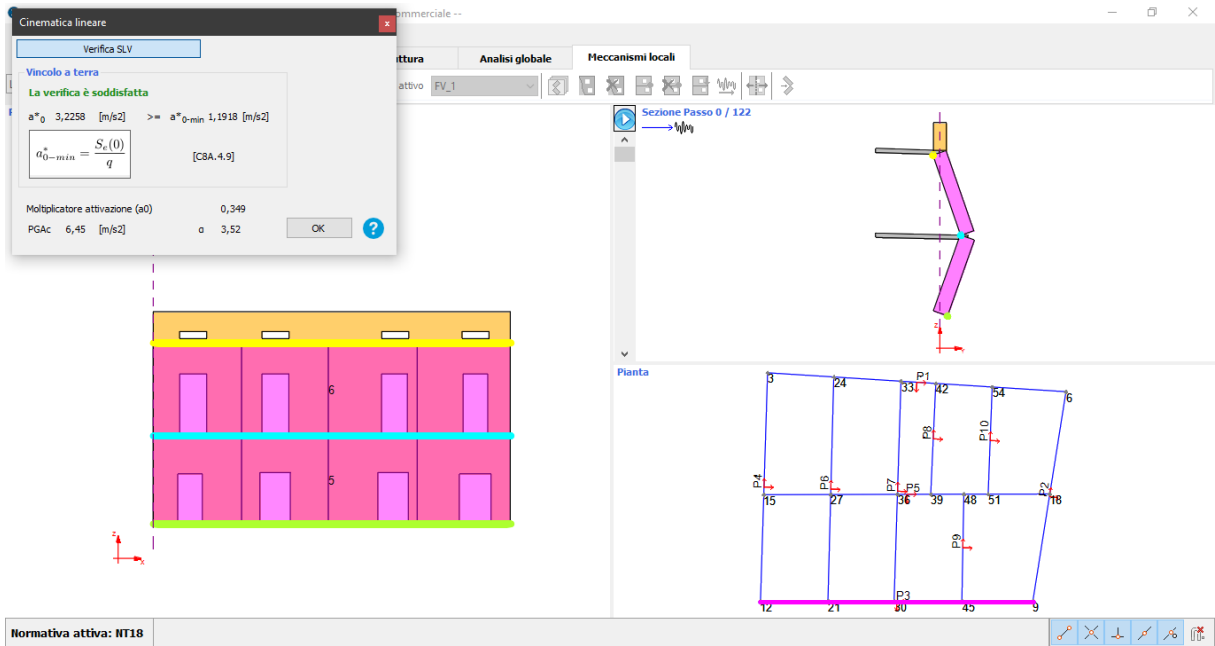 Cinematica lineare
x
ommerciale --
Verifica SLV
Vincolo a terra
La verifica è soddisfatta
a*0 3,2258 [m/s2] >= a*0-min 1,1918 [m/s2]
a*0−min = Se(0) / q
[C8A.4.9]
Moltiplicatore attivazione (a0) 0,349
PGAc 6,45 [m/s2] α 3,52
OK
?
ttura
Analisi globale
Meccanismi locali
attivo FV_1
6
5
z
x
Sezione Passo 0 / 122
z
Pianta
3
24
33
P1
42
54
6
P8
P10
P4
P6
P7
P5
P2
15
27
36
39
48
51
18
P9
P3
12
21
30
45
9
Normativa attiva: NT18